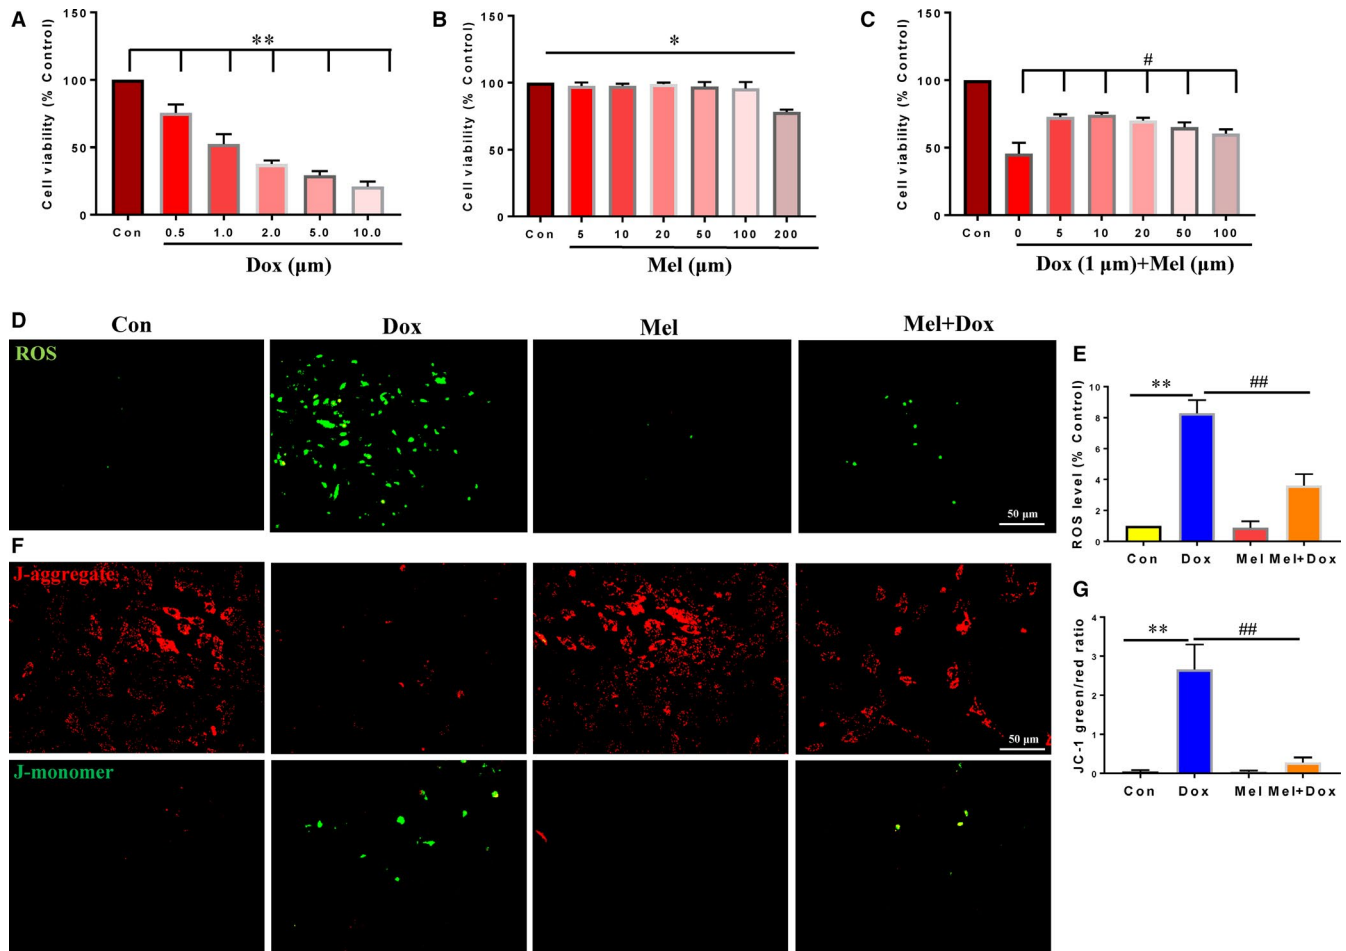 A
150
**
100
50
0
Cell viability (% Control)
Con 0.5 1.0 2.0 5.0 10.0
Dox (μm)
B
150
*
100
50
0
Cell viability (% Control)
Con 5 10 20 50 100 200
Mel (μm)
C
150
#
100
50
0
Cell viability (% Control)
Con 0 5 10 20 50 100
Dox (1 μm)+Mel (μm)
D
Con Dox Mel Mel+Dox
ROS
50 μm
E
10
** ##
8
6
4
2
0
ROS level (% Control)
Con Dox Mel Mel+Dox
F
J-aggregate
50 μm
J-monomer
G
4
** ##
3
2
1
0
JC-1 green/red ratio
Con Dox Mel Mel+Dox